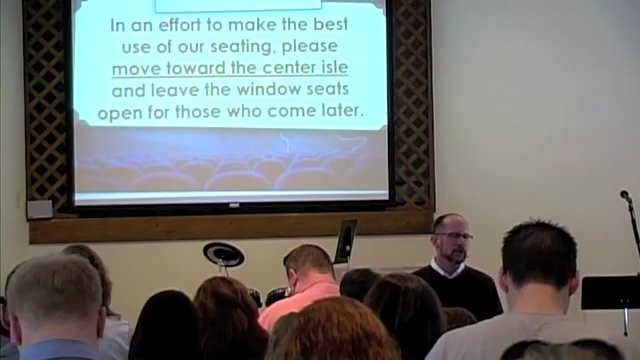 In an effort to make the best
use of our seating, please
move toward the center isle
and leave the window seats
open for those who come later.